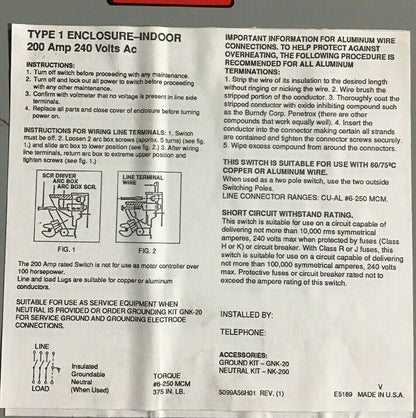 TYPE 1 ENCLOSURE–INDOOR
200 Amp 240 Volts Ac
INSTRUCTIONS:
1. Turn off switch before proceeding with any maintenance.
2. Turn off and lock out all power to switch before proceeding
with any other maintenance.
3. Confirm with voltmeter that no voltage is present in line side
terminals.
4. Replace all parts and close cover of enclosure before turning
power on.
INSTRUCTIONS FOR WIRING LINE TERMINALS: 1. Switch
must be off. 2. Loosen 2 arc box screws (approx. 5 turns) (see fig.
1.) and slide arc box to lower position (see fig. 2.) 3. After wiring
line terminals, return arc box to extreme upper position and
tighten screws (see fig. 1.)
SCR DRIVER
ARC BOX
ARC BOX SCRL
LINE TERMINAL
WIRE
FIG. 1
FIG. 2
The 200 Amp rated Switch is not for use as motor controller over
100 horsepower.
Line and load Lugs are suitable for copper or aluminum
conductors.
SUITABLE FOR USE AS SERVICE EQUIPMENT WHEN
NEUTRAL IS PROVIDED OR ORDER GROUNDING KIT GNK-20
FOR SERVICE GROUND AND GROUNDING ELECTRODE
CONNECTIONS.
LINE
LOAD
Insulated
Groundable
Neutral
(When Used)
TORQUE
#6-250 MCM
375 IN. LB.
IMPORTANT INFORMATION FOR ALUMINUM WIRE
CONNECTIONS. TO HELP PROTECT AGAINST
OVERHEATING, THE FOLLOWING PROCEDURE IS
RECOMMENDED FOR ALL ALUMINUM
TERMINATIONS:
1. Strip the wire of its insulation to the desired length
without ringing or nicking the wire. 2. Wire brush the
stripped portion of the conductor. 3. Thoroughly coat the
stripped conductor with oxide inhibiting compound such
as the Burndy Corp. Penetrox (there are other
compounds that work equally well). 4. Insert the
conductor into the connector making certain all strands
are contained and tighten the connector screws securely.
5. Wipe excess compound from around the connectors.
THIS SWITCH IS SUITABLE FOR USE WITH 60/75°C
COPPER OR ALUMINUM WIRE.
When used as a two pole switch, use the two outside
Switching Poles.
LINE CONNECTOR RANGES: CU-AL #6-250 MCM.
SHORT CIRCUIT WITHSTAND RATING.
This switch is suitable for use on a circuit capable of
delivering not more than 10,000 rms symmetrical
amperes, 240 volts max when protected by fuses (Class
H or K) or circuit breaker. With Class R or J fuses, this
switch is suitable for use on a circuit capable of delivering
not more than 100,000 symmetrical amperes, 240 volts
max. Protective fuses or circuit breaker rated not to
exceed the ampere rating of this switch.
INSTALLED BY:
TELEPHONE:
ACCESSORIES:
GROUND KIT – GNK-20
NEUTRAL KIT – NK-200
5099A56H01 REV. (1)
V
E5189 MADE IN U.S.A.